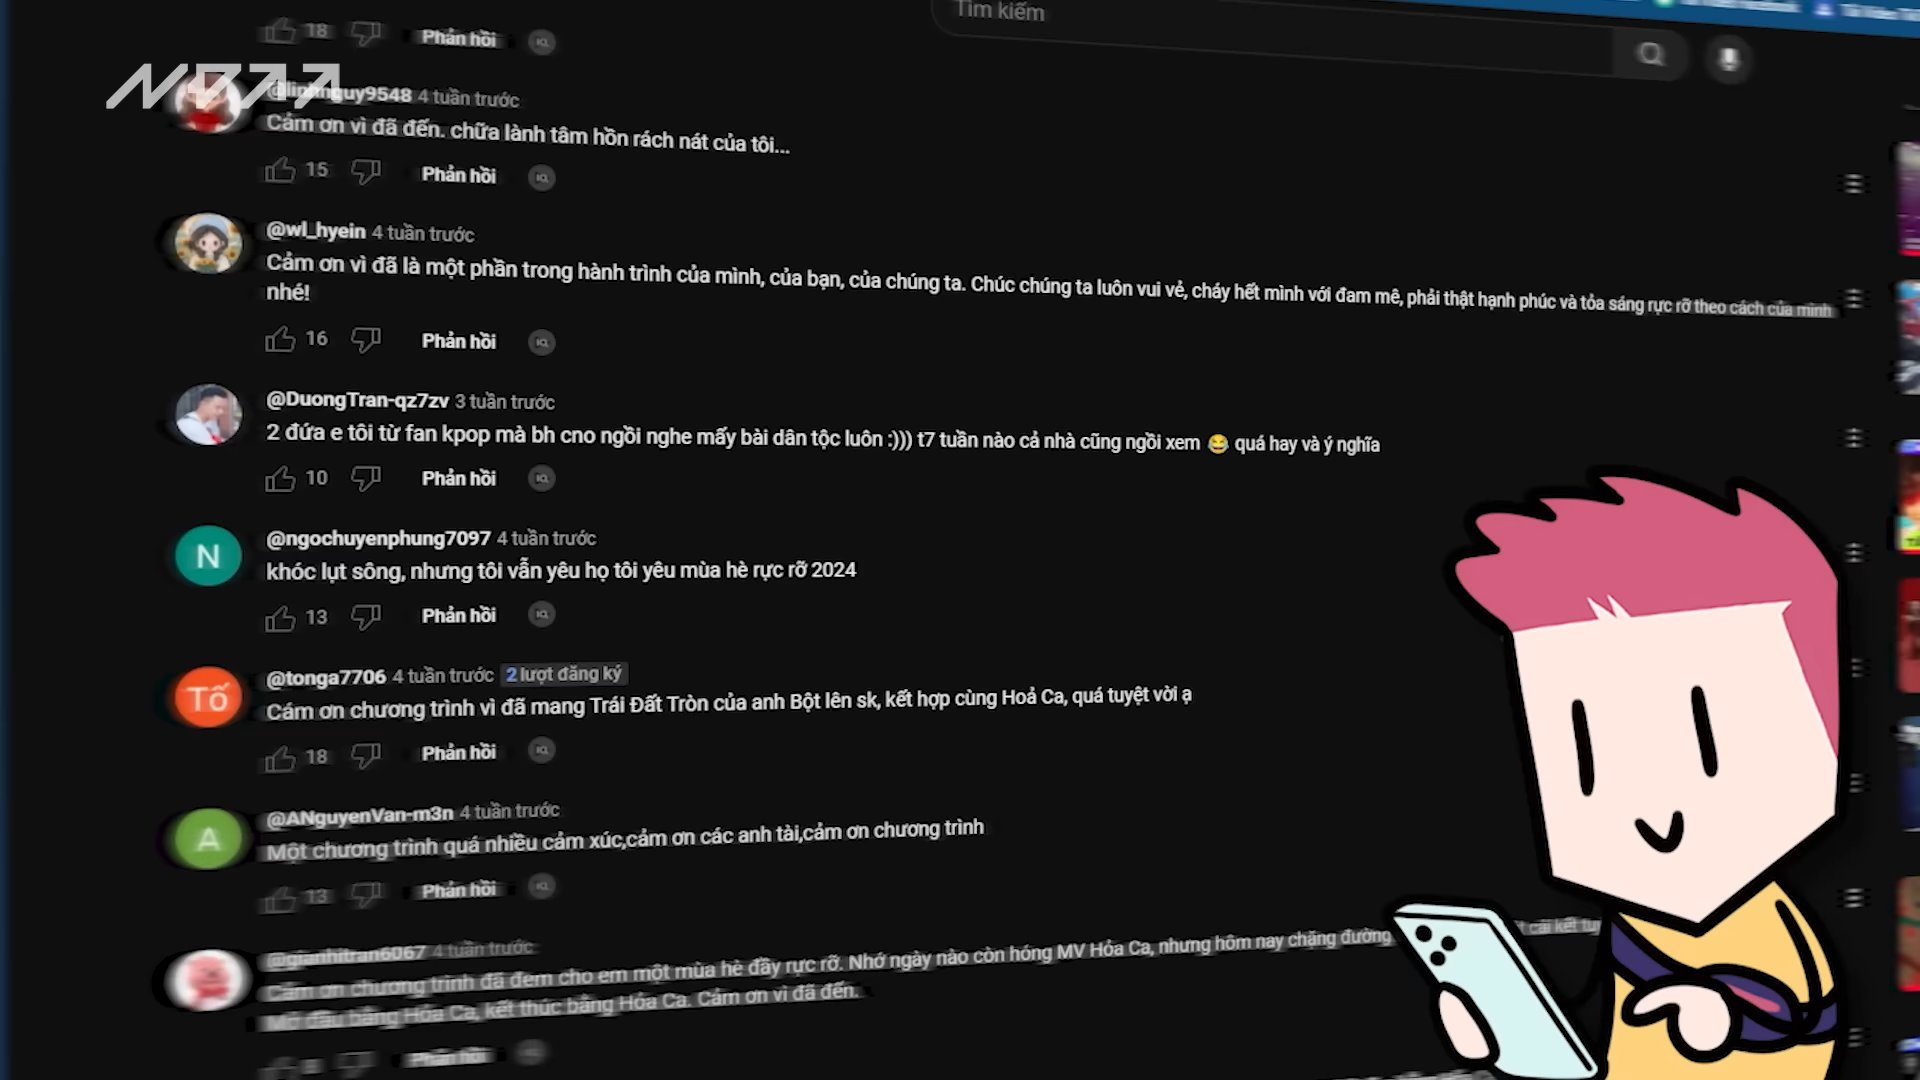 Tìm kiếm
18 Phản hồi
@linhnguy9548 4 tuần trước
Cảm ơn vì đã đến. chữa lành tâm hồn rách nát của tôi...
15 Phản hồi
@wl_hyein 4 tuần trước
Cảm ơn vì đã là một phần trong hành trình của mình, của bạn, của chúng ta. Chúc chúng ta luôn vui vẻ, cháy hết mình với đam mê, phải thật hạnh phúc và tỏa sáng rực rỡ theo cách của mình
nhé!
16 Phản hồi
@DuongTran-qz7zv 3 tuần trước
2 đứa e tôi từ fan kpop mà bh cno ngồi nghe mấy bài dân tộc luôn :))) t7 tuần nào cả nhà cũng ngồi xem 😂 quá hay và ý nghĩa
10 Phản hồi
N
@ngochuyenphung7097 4 tuần trước
khóc lụt sông, nhưng tôi vẫn yêu họ tôi yêu mùa hè rực rỡ 2024
13 Phản hồi
Tố
@tonga7706 4 tuần trước 2 lượt đăng ký
Cám ơn chương trình vì đã mang Trái Đất Tròn của anh Bột lên sk, kết hợp cùng Hoả Ca, quá tuyệt vời ạ
18 Phản hồi
A
@ANguyenVan-m3n 4 tuần trước
Một chương trình quá nhiều cảm xúc,cảm ơn các anh tài,cảm ơn chương trình
13 Phản hồi
@gianhitran6067 4 tuần trước
Cảm ơn chương trình đã đem cho em một mùa hè đầy rực rỡ. Nhớ ngày nào còn hóng MV Hỏa Ca, nhưng hôm nay chặng đường cái kết
Mở đầu bằng Hỏa Ca, kết thúc bằng Hỏa Ca. Cảm ơn vì đã đến.
Phản hồi